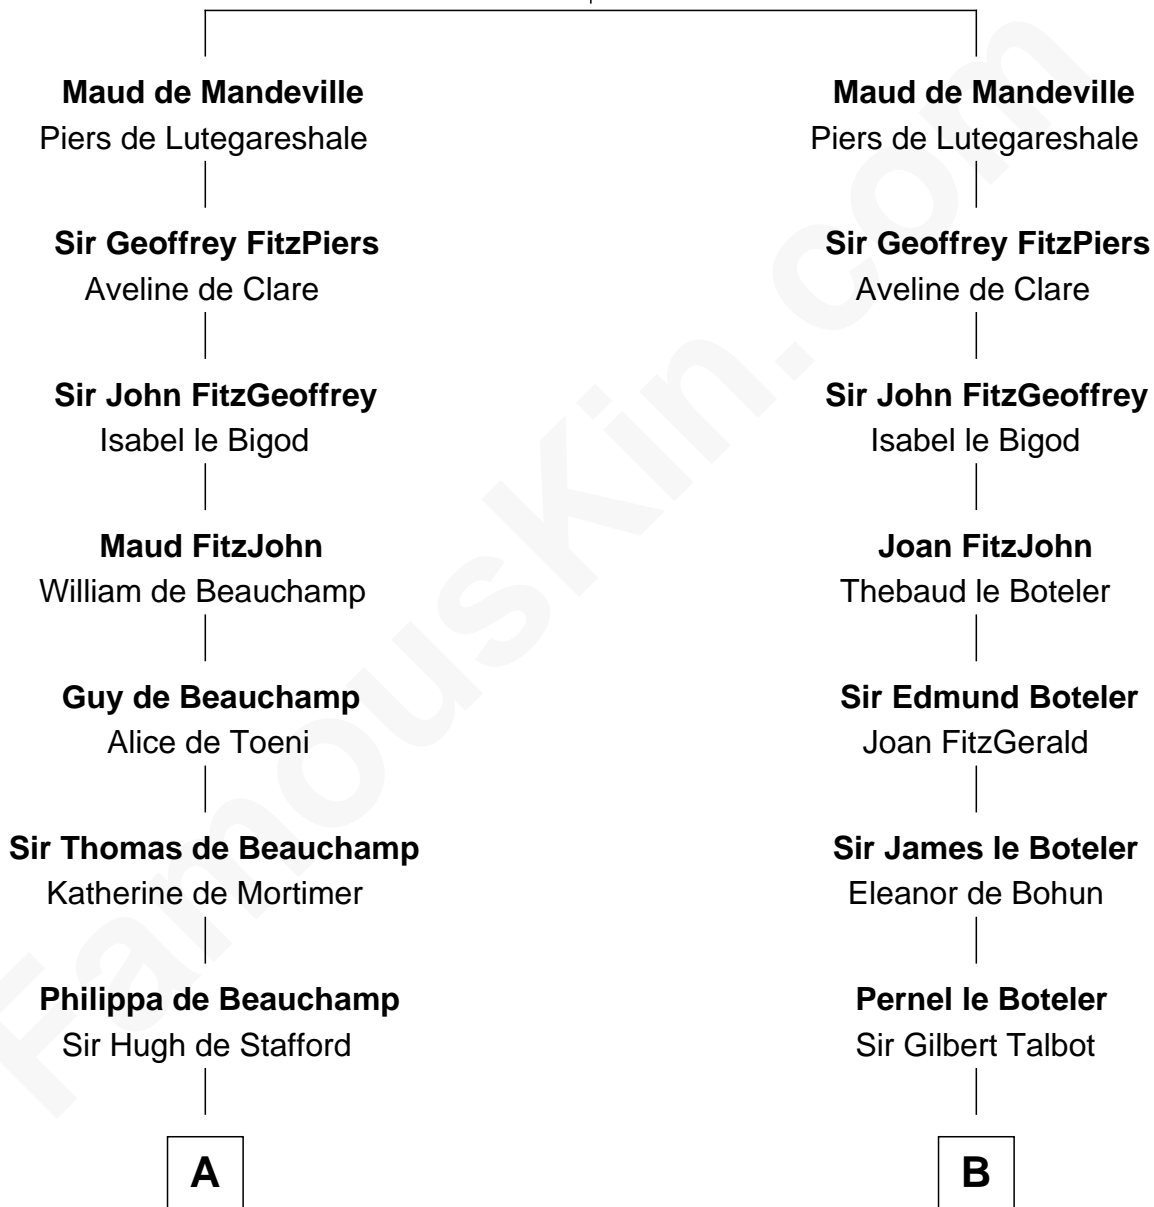 Maud de Mandeville
Piers de Lutegareshale
Sir Geoffrey FitzPiers
Aveline de Clare
Sir John FitzGeoffrey
Isabel le Bigod
Maud FitzJohn
William de Beauchamp
Guy de Beauchamp
Alice de Toeni
Sir Thomas de Beauchamp
Katherine de Mortimer
Philippa de Beauchamp
Sir Hugh de Stafford
A
Maud de Mandeville
Piers de Lutegareshale
Sir Geoffrey FitzPiers
Aveline de Clare
Sir John FitzGeoffrey
Isabel le Bigod
Joan FitzJohn
Thebaud le Boteler
Sir Edmund Boteler
Joan FitzGerald
Sir James le Boteler
Eleanor de Bohun
Pernel le Boteler
Sir Gilbert Talbot
B
FamousKin.com